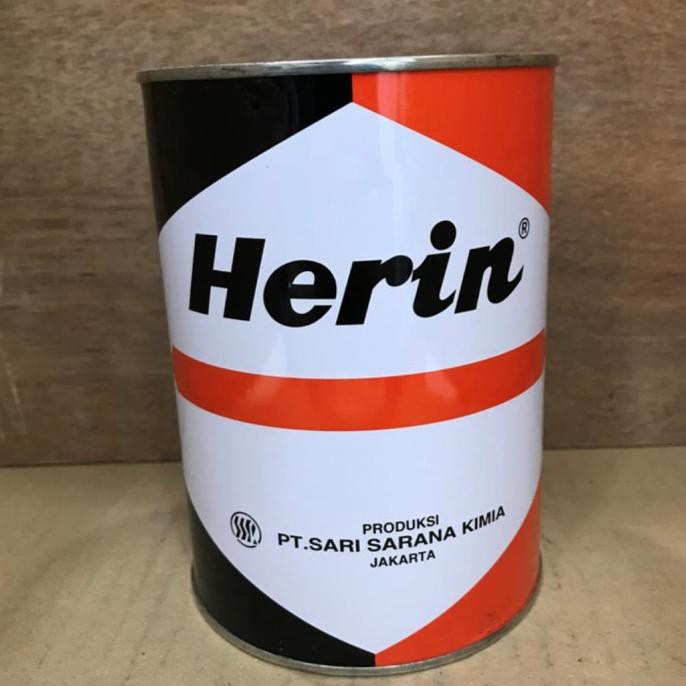 Herin®
PRODUKSI
PT.SARI SARANA KIMIA
JAKARTA